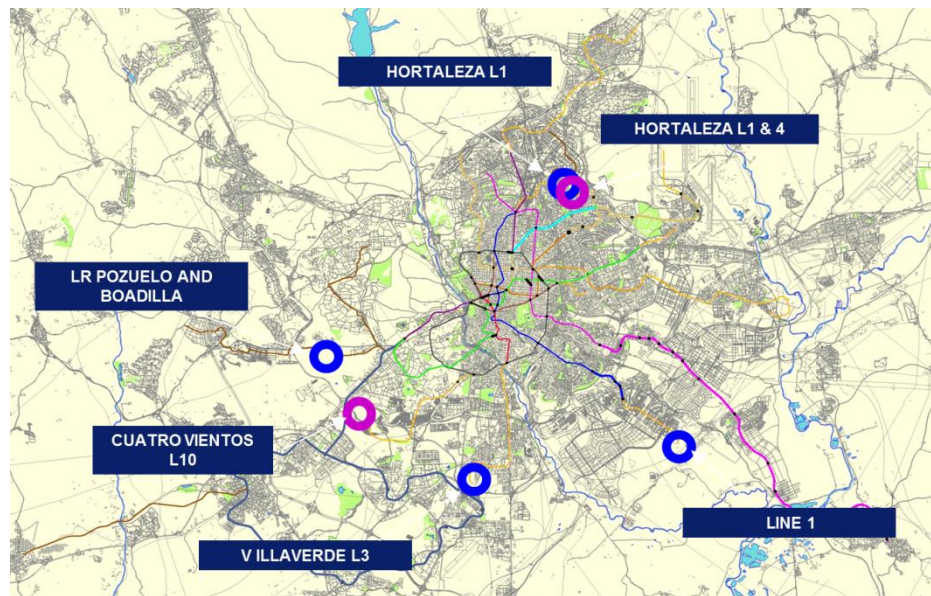 HORTALEZA L1
HORTALEZA L1 & 4
LR POZUELO AND
BOADILLA
CUATRO VIENTOS
L10
V ILLAVERDE L3
LINE 1